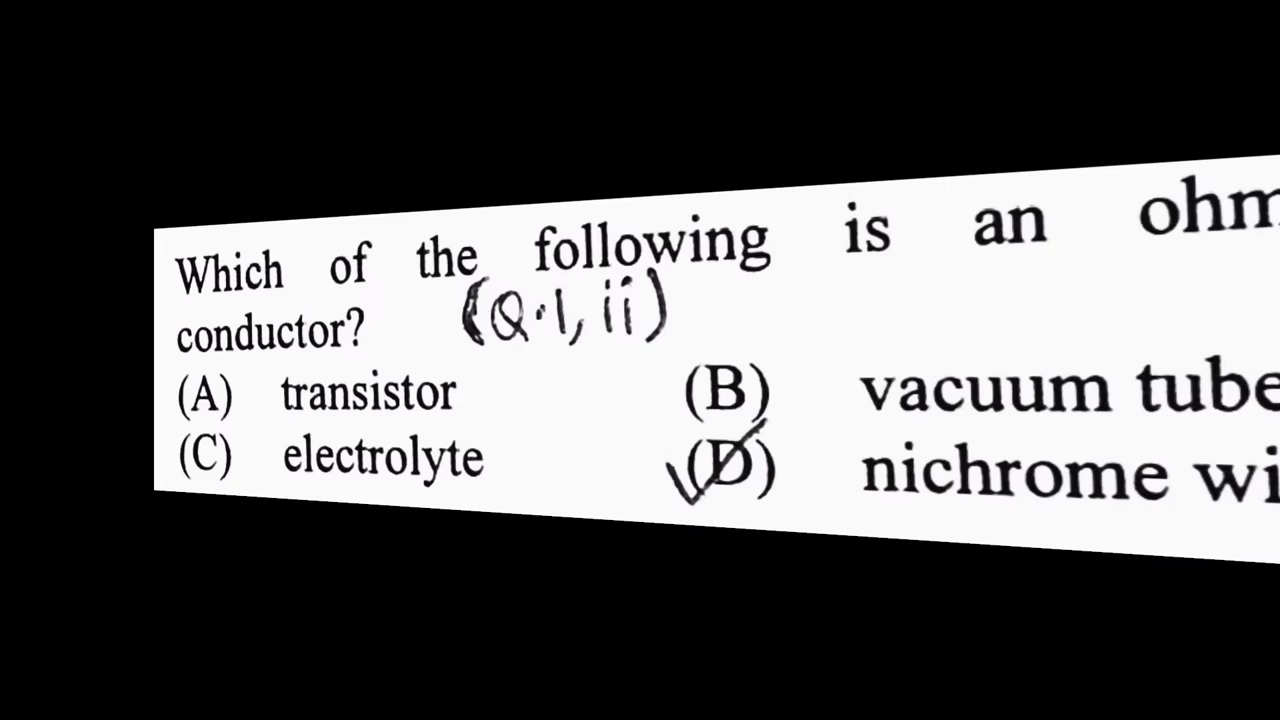 Which of the following is an ohm
conductor? (Q.1, ii)
(A) transistor (B) vacuum tube
(C) electrolyte (D) nichrome wi